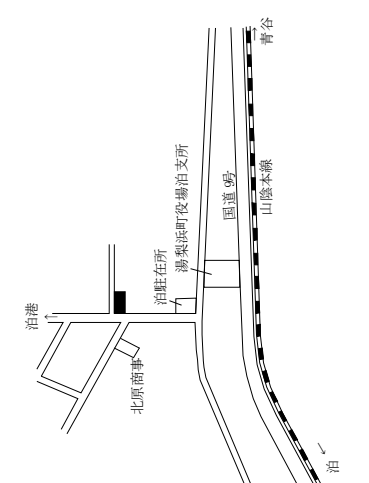 →
青谷
山陰本線
国道9号
湯梨浜町役場泊支所
泊駐在所
泊港
←
北原商事
→
泊